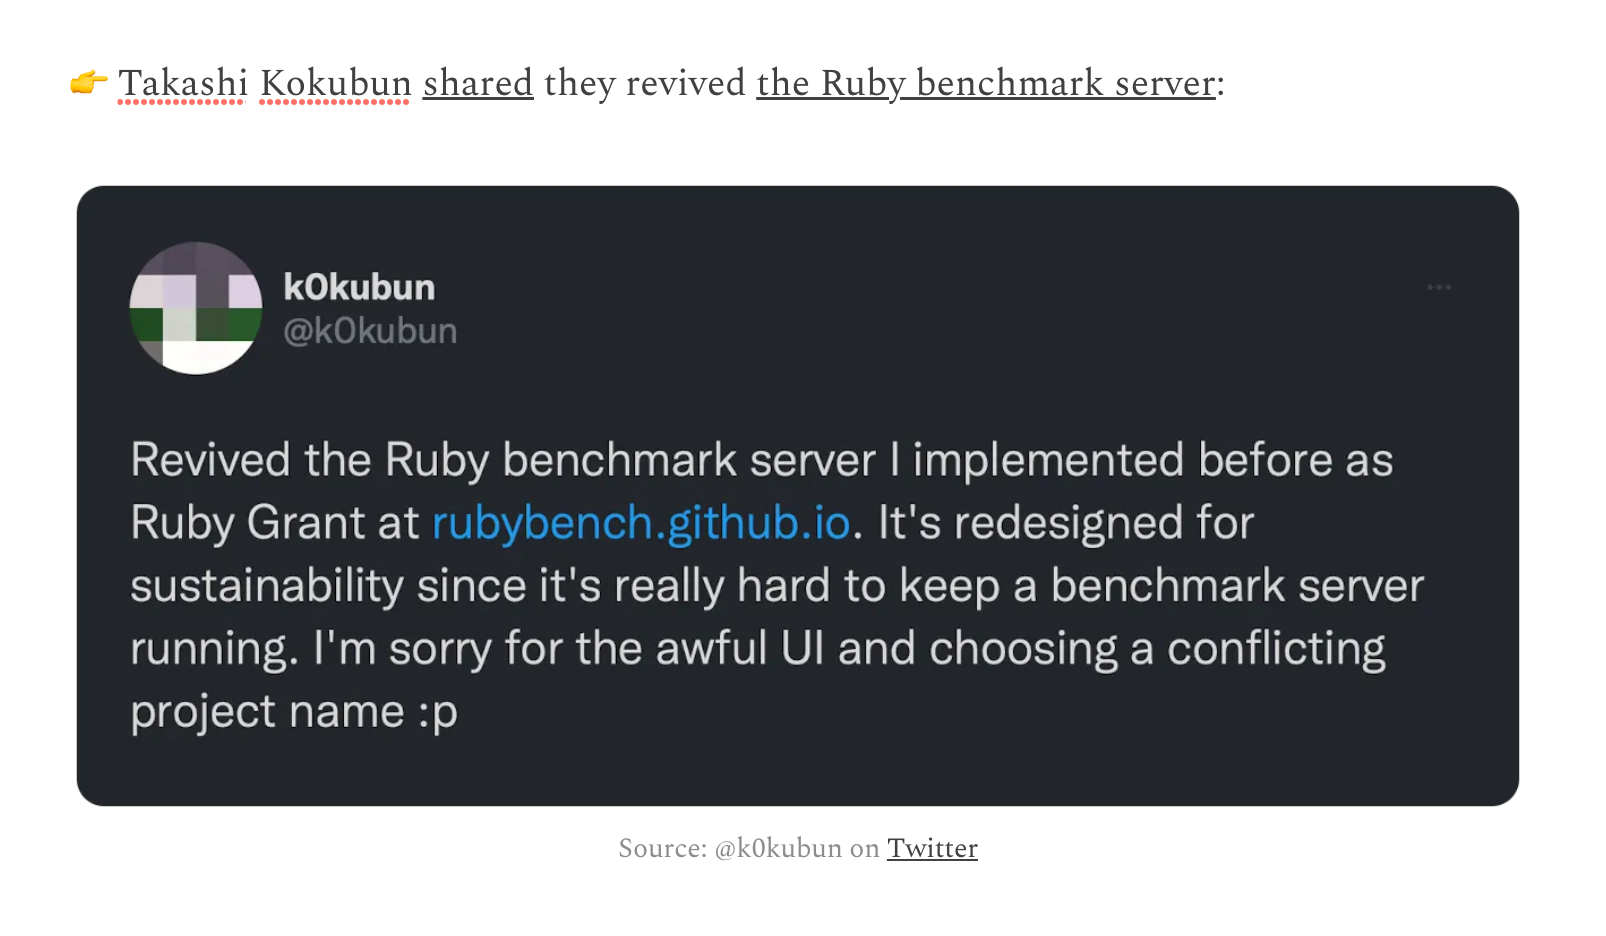 👉 Takashi Kokubun shared they revived the Ruby benchmark server:
k0kubun
@k0kubun
Revived the Ruby benchmark server I implemented before as
Ruby Grant at rubybench.github.io. It's redesigned for
sustainability since it's really hard to keep a benchmark server
running. I'm sorry for the awful UI and choosing a conflicting
project name :p
Source: @k0kubun on Twitter